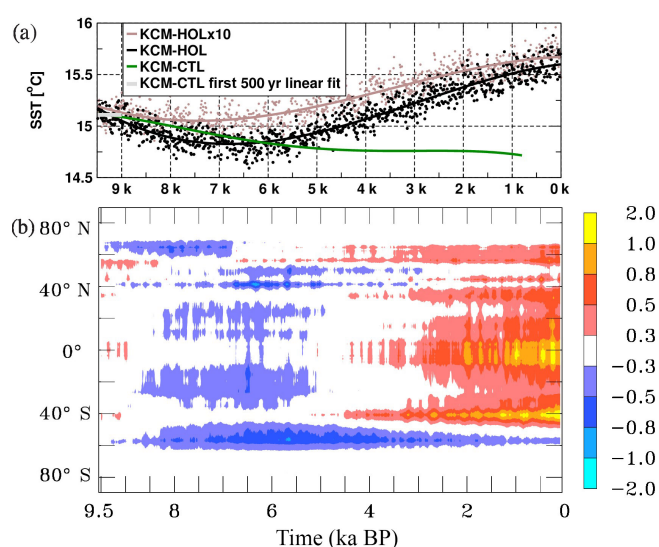 (a)
16
15.5
15
14.5
SST [°C]
KCM-HOLx10
KCM-HOL
KCM-CTL
KCM-CTL first 500 yr linear fit
9 k 8 k 7 k 6 k 5 k 4 k 3 k 2 k 1 k 0 k
(b)
80° N
40° N
0°
40° S
80° S
9.5 8 6 4 2 0
Time (ka BP)
2.0
1.0
0.8
0.5
0.3
−0.3
−0.5
−0.8
−1.0
−2.0